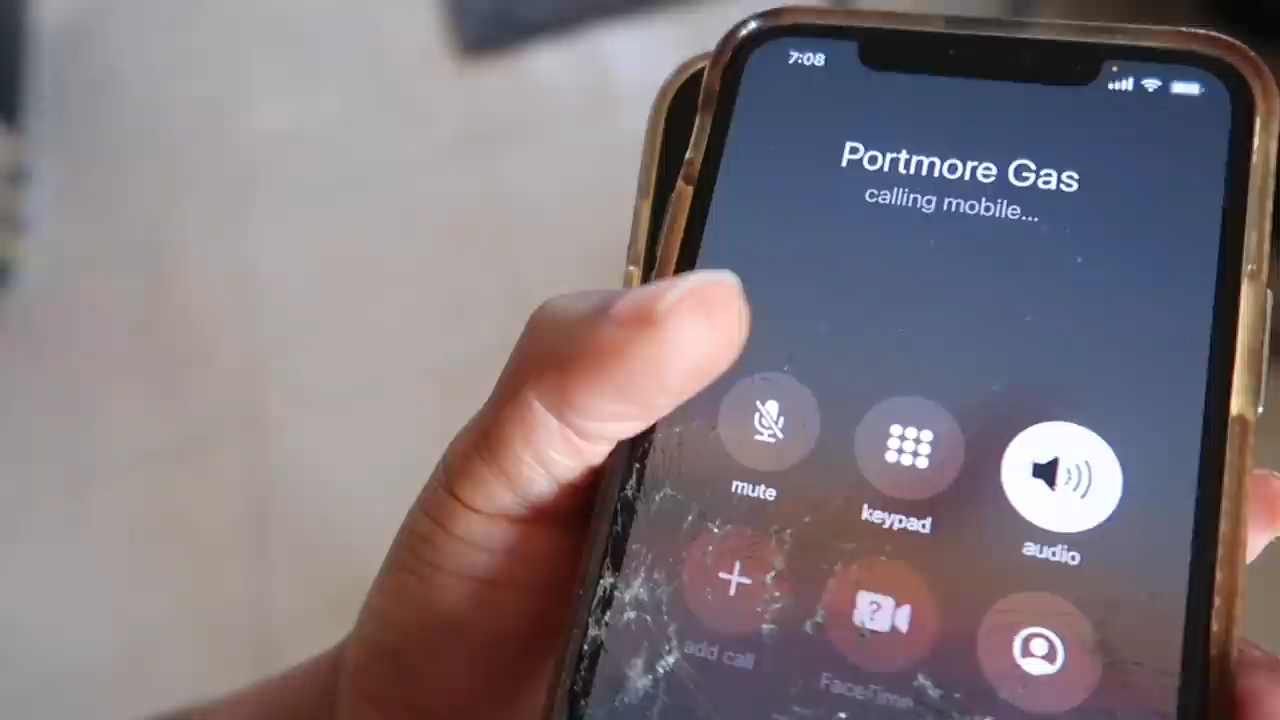 7:08
Portmore Gas
calling mobile...
mute
keypad
audio
add call
FaceTime